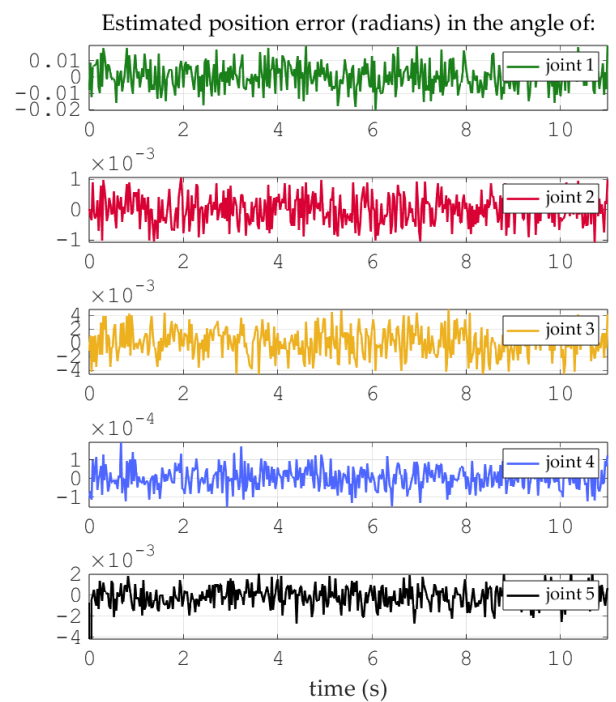 Estimated position error (radians) in the angle of:
0.01
0
-0.01
-0.02
joint 1
0 2 4 6 8 10
×10⁻³
1
0
-1
joint 2
0 2 4 6 8 10
×10⁻³
4
2
0
-2
-4
joint 3
0 2 4 6 8 10
×10⁻⁴
1
0
-1
joint 4
0 2 4 6 8 10
×10⁻³
2
0
-2
-4
joint 5
0 2 4 6 8 10
time (s)